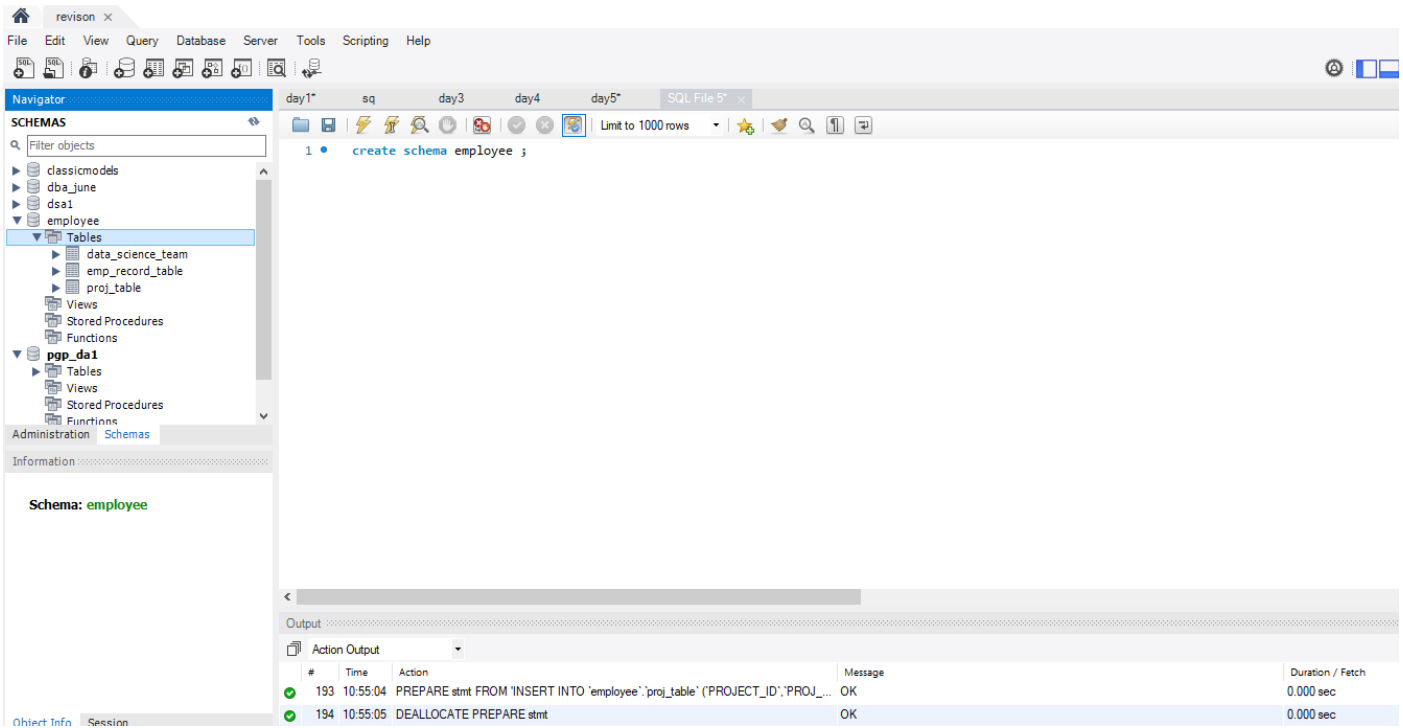 revison ×
File Edit View Query Database Server Tools Scripting Help
Navigator
SCHEMAS
Filter objects
classicmodels
dba_june
dsa1
employee
Tables
data_science_team
emp_record_table
proj_table
Views
Stored Procedures
Functions
pgp_da1
Tables
Views
Stored Procedures
Functions
Administration Schemas
Information
Schema: employee
Object Info Session
day1* sq day3 day4 day5* SQL File 5* ×
Limit to 1000 rows
1 create schema employee ;
Output
Action Output
# Time Action Message Duration / Fetch
193 10:55:04 PREPARE stmt FROM 'INSERT INTO `employee`.`proj_table` (`PROJECT_ID`,`PROJ_... OK 0.000 sec
194 10:55:05 DEALLOCATE PREPARE stmt OK 0.000 sec